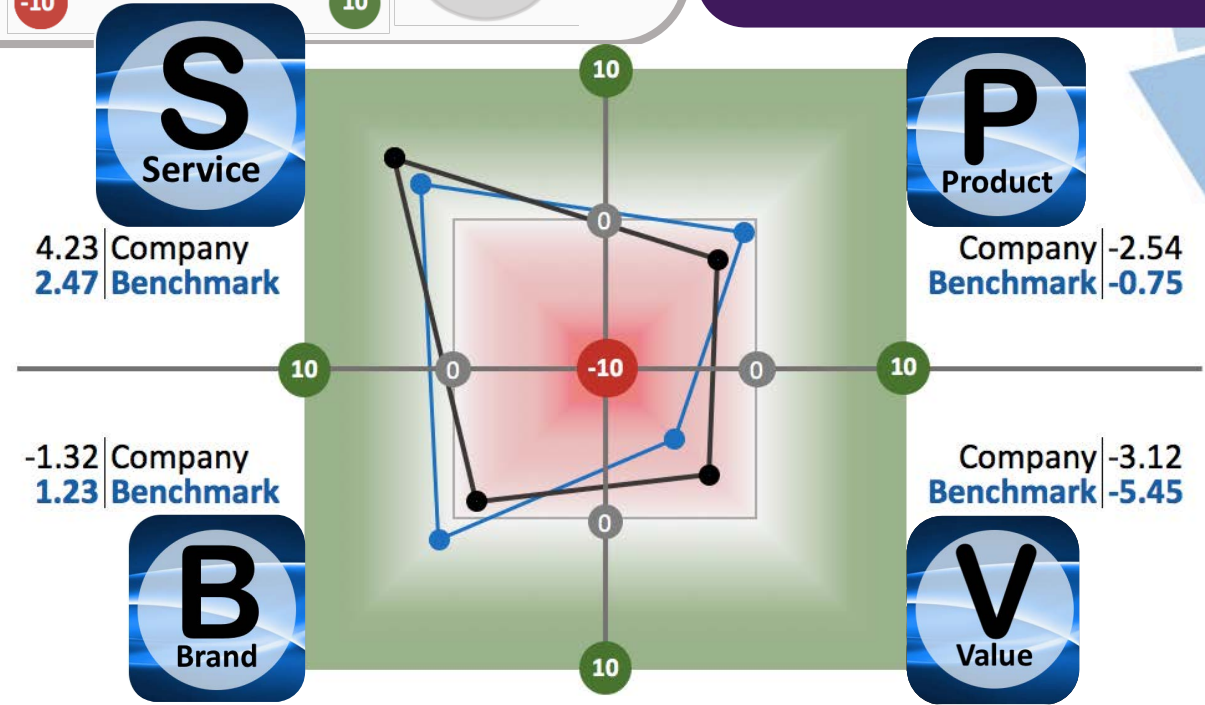 -10
10
S
Service
10
P
Product
4.23 Company
2.47 Benchmark
0
Company -2.54
Benchmark -0.75
10
0
-10
0
10
-1.32 Company
1.23 Benchmark
Company -3.12
Benchmark -5.45
0
B
Brand
V
Value
10